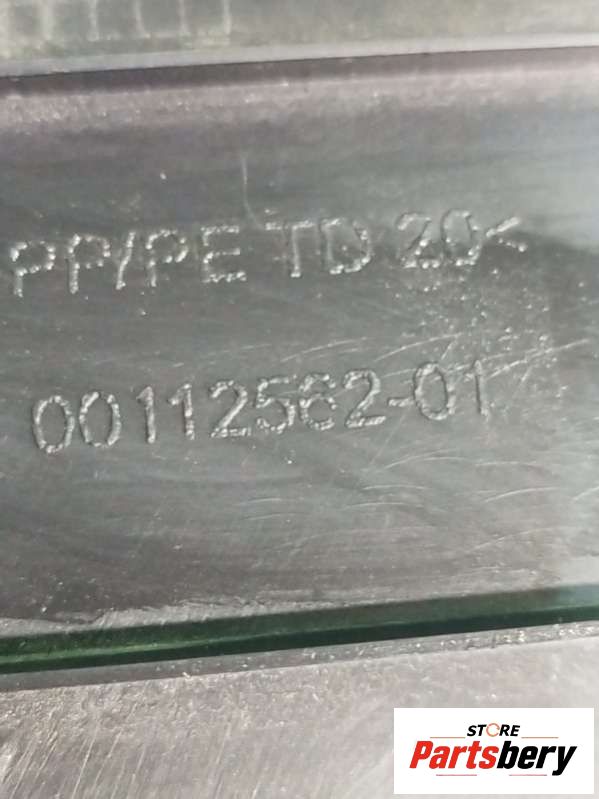 PP/PE TD 20<
00112562-01
STORE
Partsbery